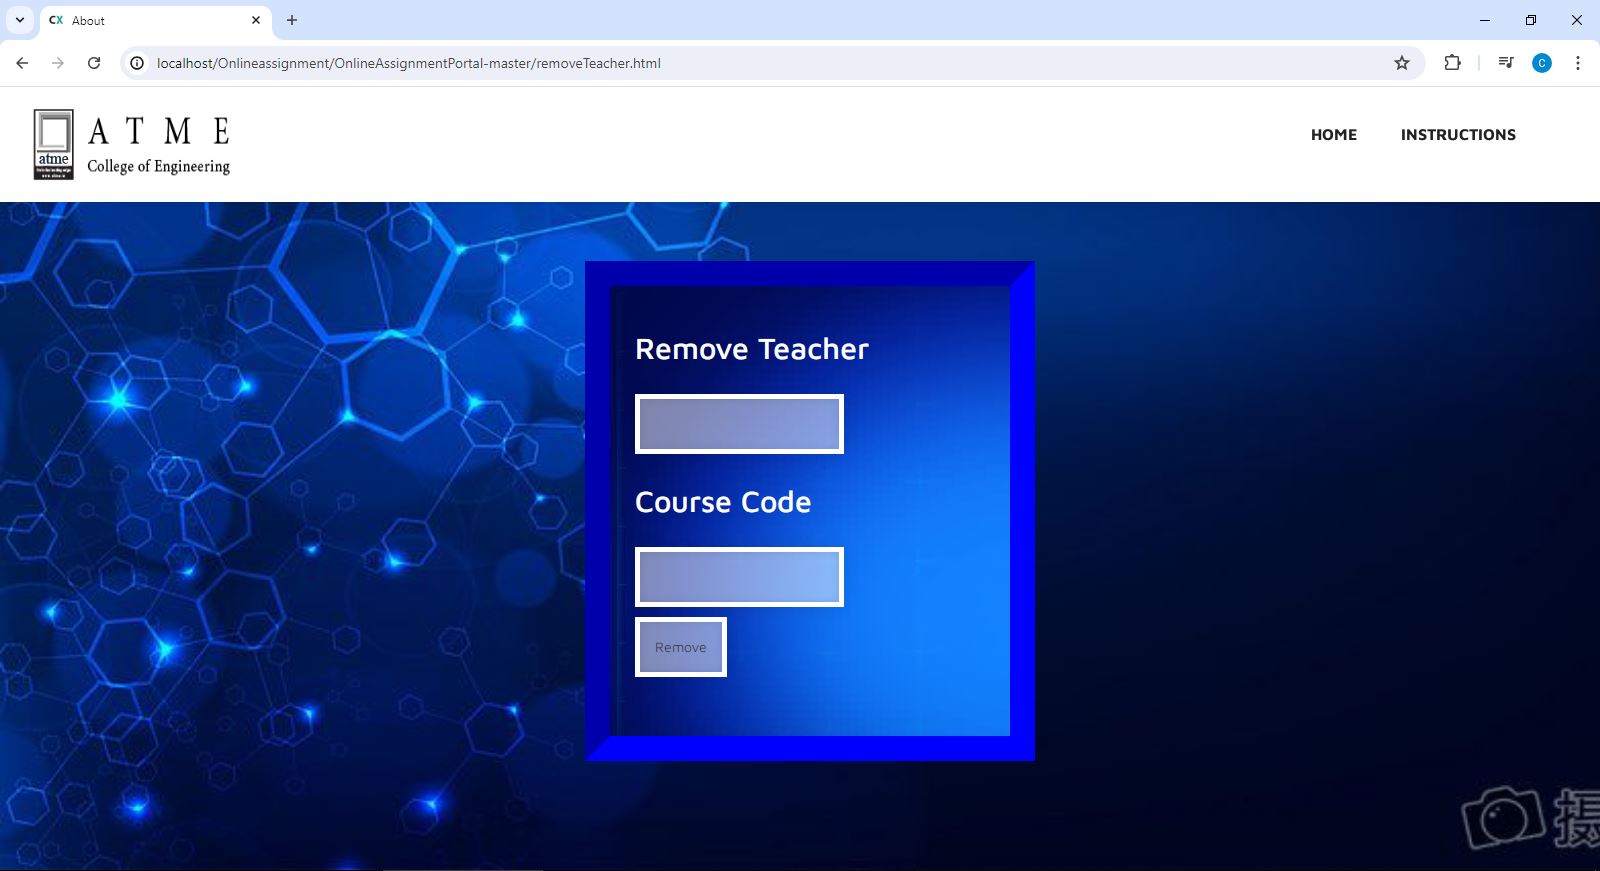 CX About
localhost/Onlineassignment/OnlineAssignmentPortal-master/removeTeacher.html
C
A T M E
atme
College of Engineering
HOME INSTRUCTIONS
Remove Teacher
Course Code
Remove
摄